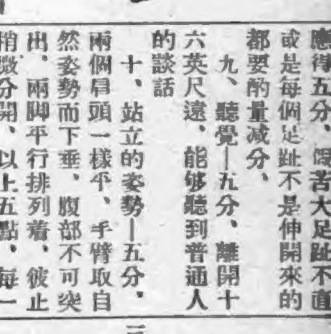 應得五分、倘若大足趾不直
或是每個足趾不是伸開來的
都要酌量減分、
九、聽覺—五分、離開十
六英尺遠、能够聽到普通人
的談話
十、站立的姿勢—五分、
兩個肩頭一樣平、手臂取自
然姿勢而下垂、腹部不可突
出、兩脚平行排列着、彼止
稍微分開、以上五點、每一
三